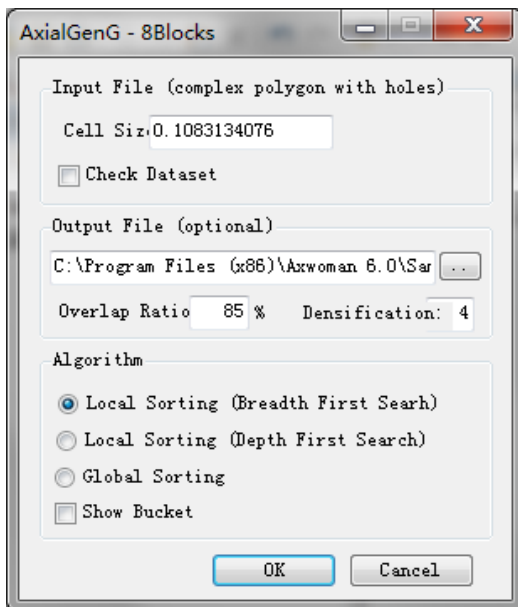 AxialGenG - 8Blocks
Input File (complex polygon with holes)
Cell Siz 0.1083134076
Check Dataset
Output File (optional)
C:\Program Files (x86)\Axwoman 6.0\Sar ..
Overlap Ratio 85 % Densification: 4
Algorithm
Local Sorting (Breadth First Searh)
Local Sorting (Depth First Search)
Global Sorting
Show Bucket
OK Cancel